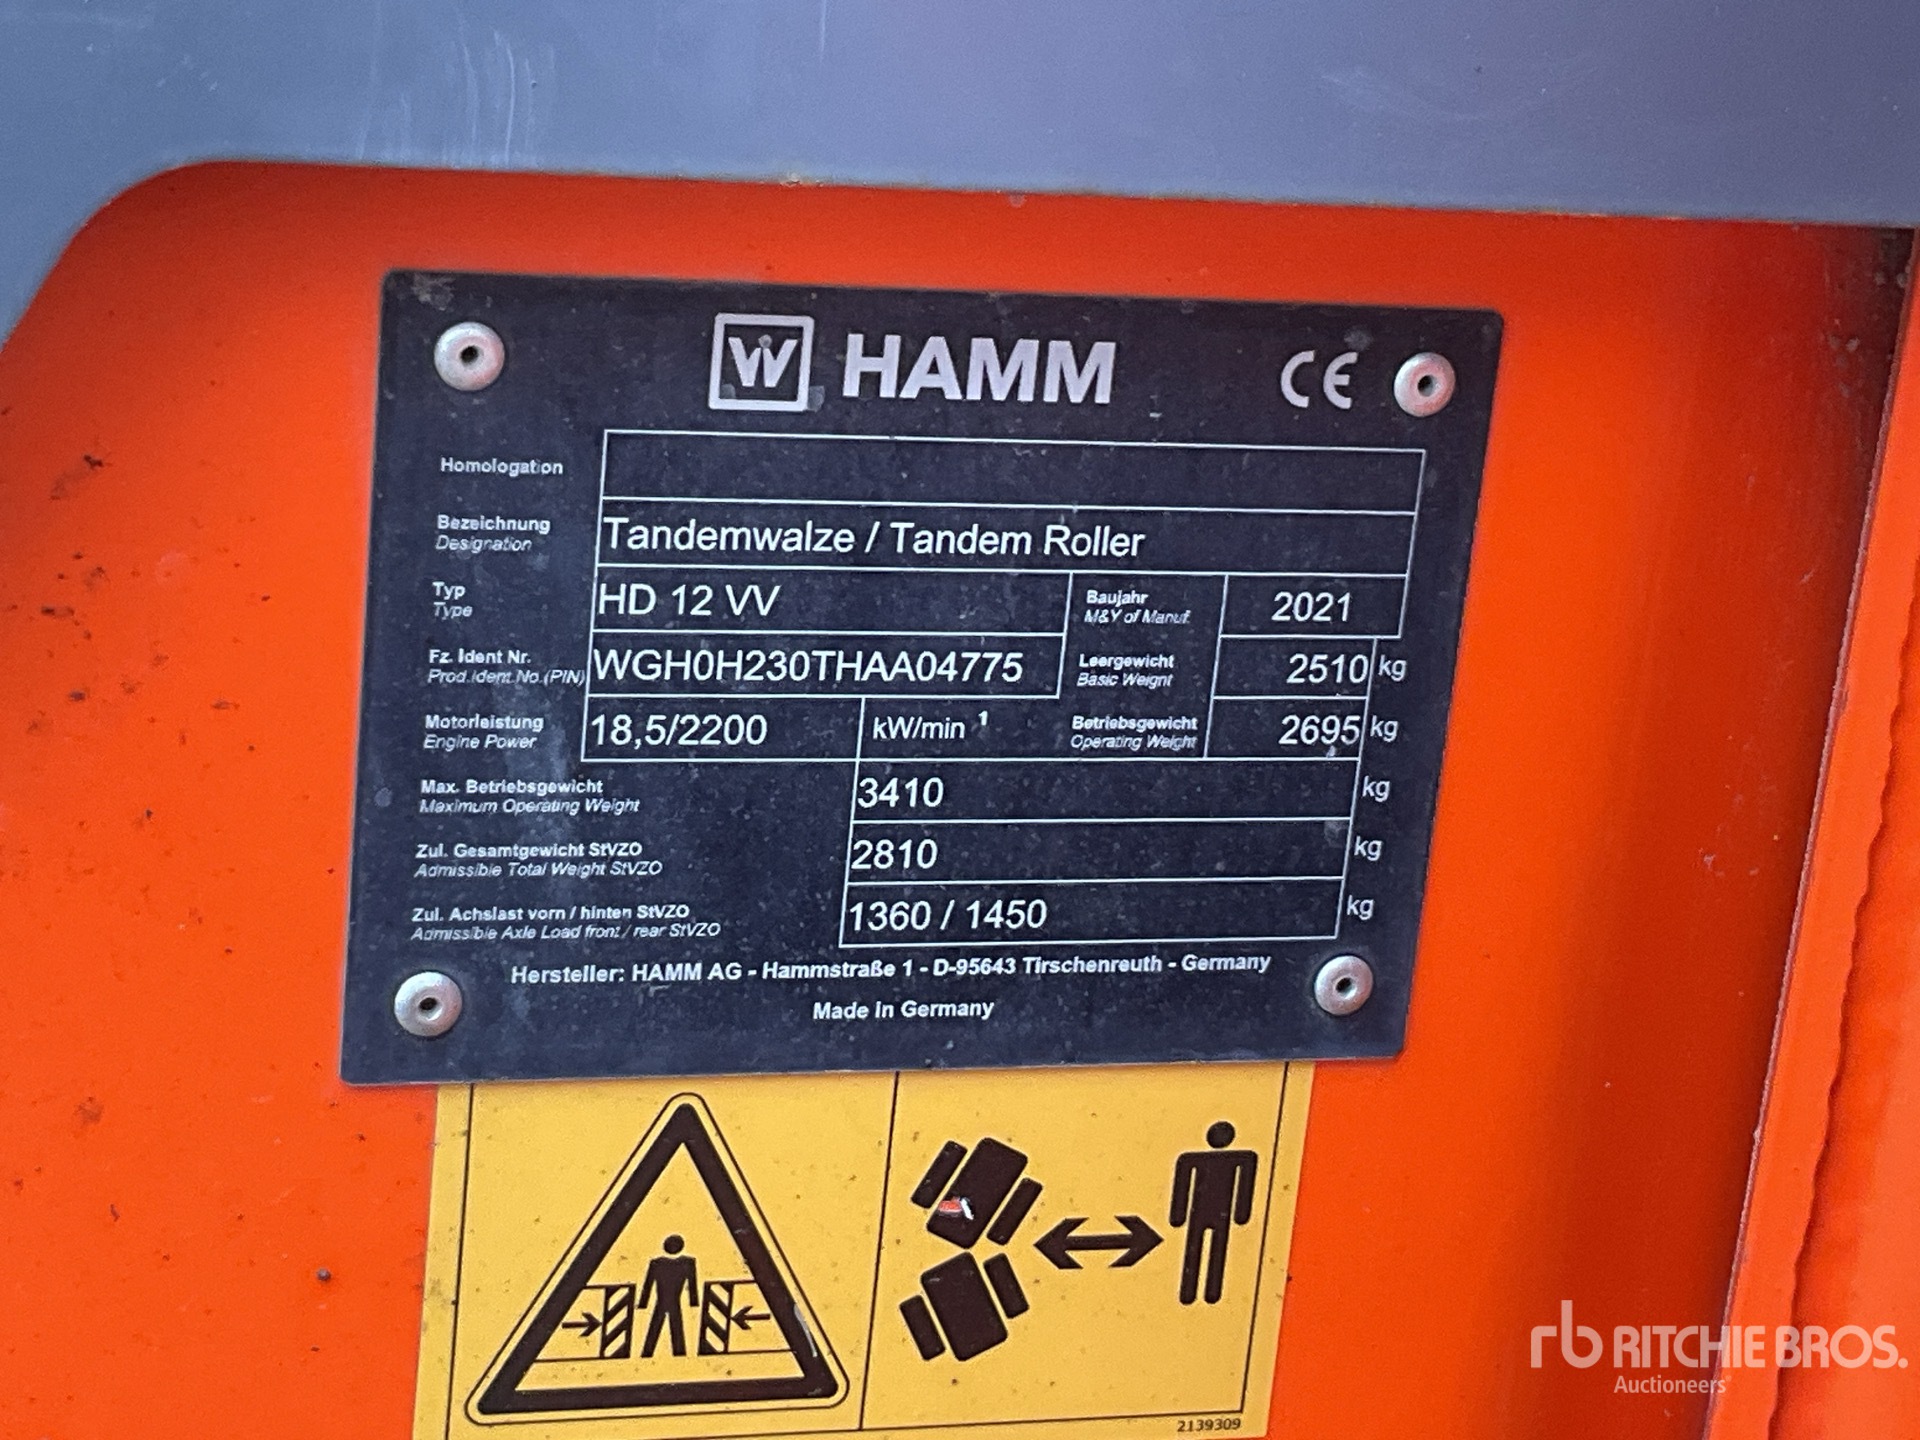 W HAMM CE
Homologation
Bezeichnung Tandemwalze / Tandem Roller
Designation
Typ HD 12 VV Baujahr 2021
Type M&Y of Manuf.
Fz. Ident Nr. WGH0H230THAA04775 Leergewicht 2510 kg
Prod.Ident.No.(PIN) Basic Weight
Motorleistung 18,5/2200 kW/min ¹ Betriebsgewicht 2695 kg
Engine Power Operating Weight
Max. Betriebsgewicht 3410 kg
Maximum Operating Weight
Zul. Gesamtgewicht StVZO 2810 kg
Admissible Total Weight StVZO
Zul. Achslast vorn / hinten StVZO 1360 / 1450 kg
Admissible Axle Load front / rear StVZO
Hersteller: HAMM AG - Hammstraße 1 - D-95643 Tirschenreuth - Germany
Made in Germany
2139309
rb RITCHIE BROS.
Auctioneers